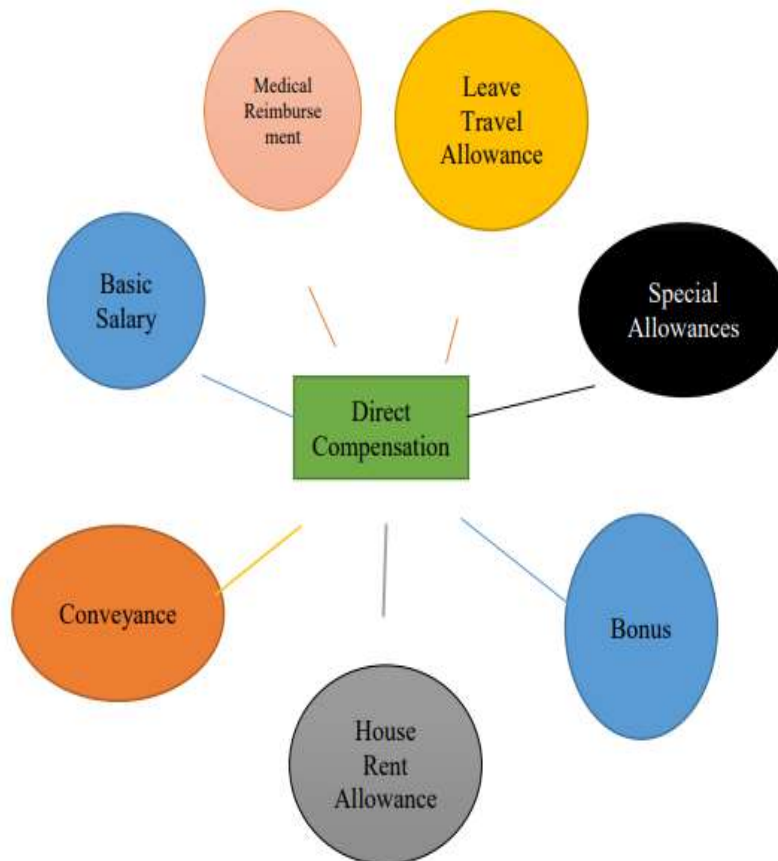 Medical
Reimburse
ment
Leave
Travel
Allowance
Basic
Salary
Special
Allowances
Direct
Compensation
Conveyance
Bonus
House
Rent
Allowance